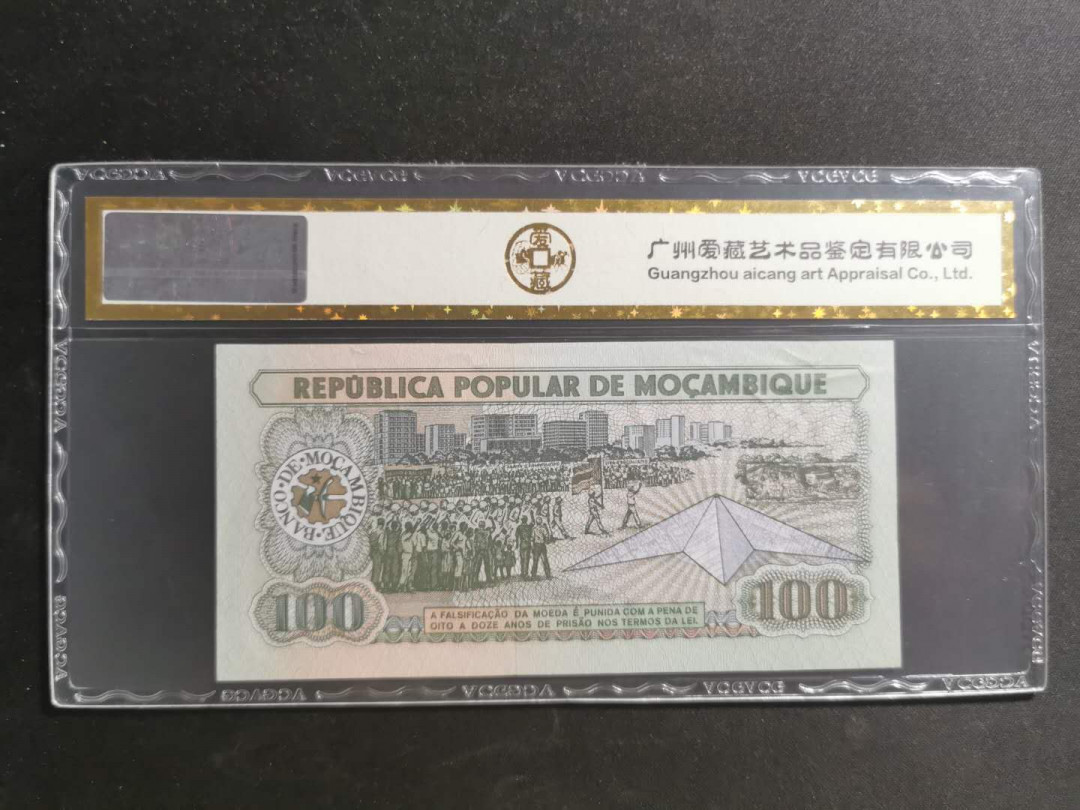 爱藏
广州爱藏艺术品鉴定有限公司
Guangzhou aicang art Appraisal Co., Ltd.
REPÚBLICA POPULAR DE MOÇAMBIQUE
BANCO·DE·MOÇAMBIQUE
100
A FALSIFICAÇÃO DA MOEDA É PUNIDA COM A PENA DE
OITO A DOZE ANOS DE PRISÃO NOS TERMOS DA LEI.
100